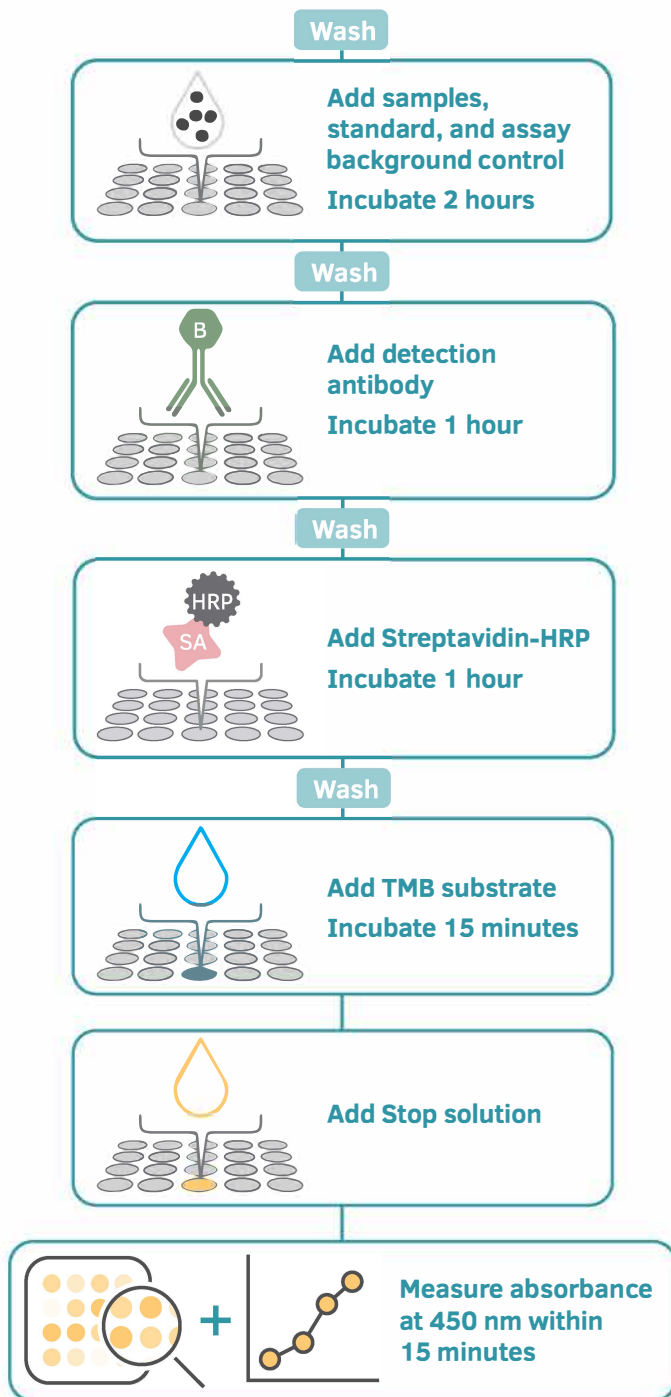 Wash
Add samples,
standard, and assay
background control
Incubate 2 hours
Wash
B
Add detection
antibody
Incubate 1 hour
Wash
HRP
SA
Add Streptavidin-HRP
Incubate 1 hour
Wash
Add TMB substrate
Incubate 15 minutes
Add Stop solution
+
Measure absorbance
at 450 nm within
15 minutes